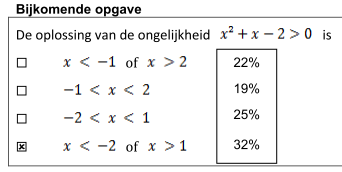 Bijkomende opgave
De oplossing van de ongelijkheid x² + x − 2 > 0 is
☐ x < −1 of x > 2 22%
☐ −1 < x < 2 19%
☐ −2 < x < 1 25%
☒ x < −2 of x > 1 32%